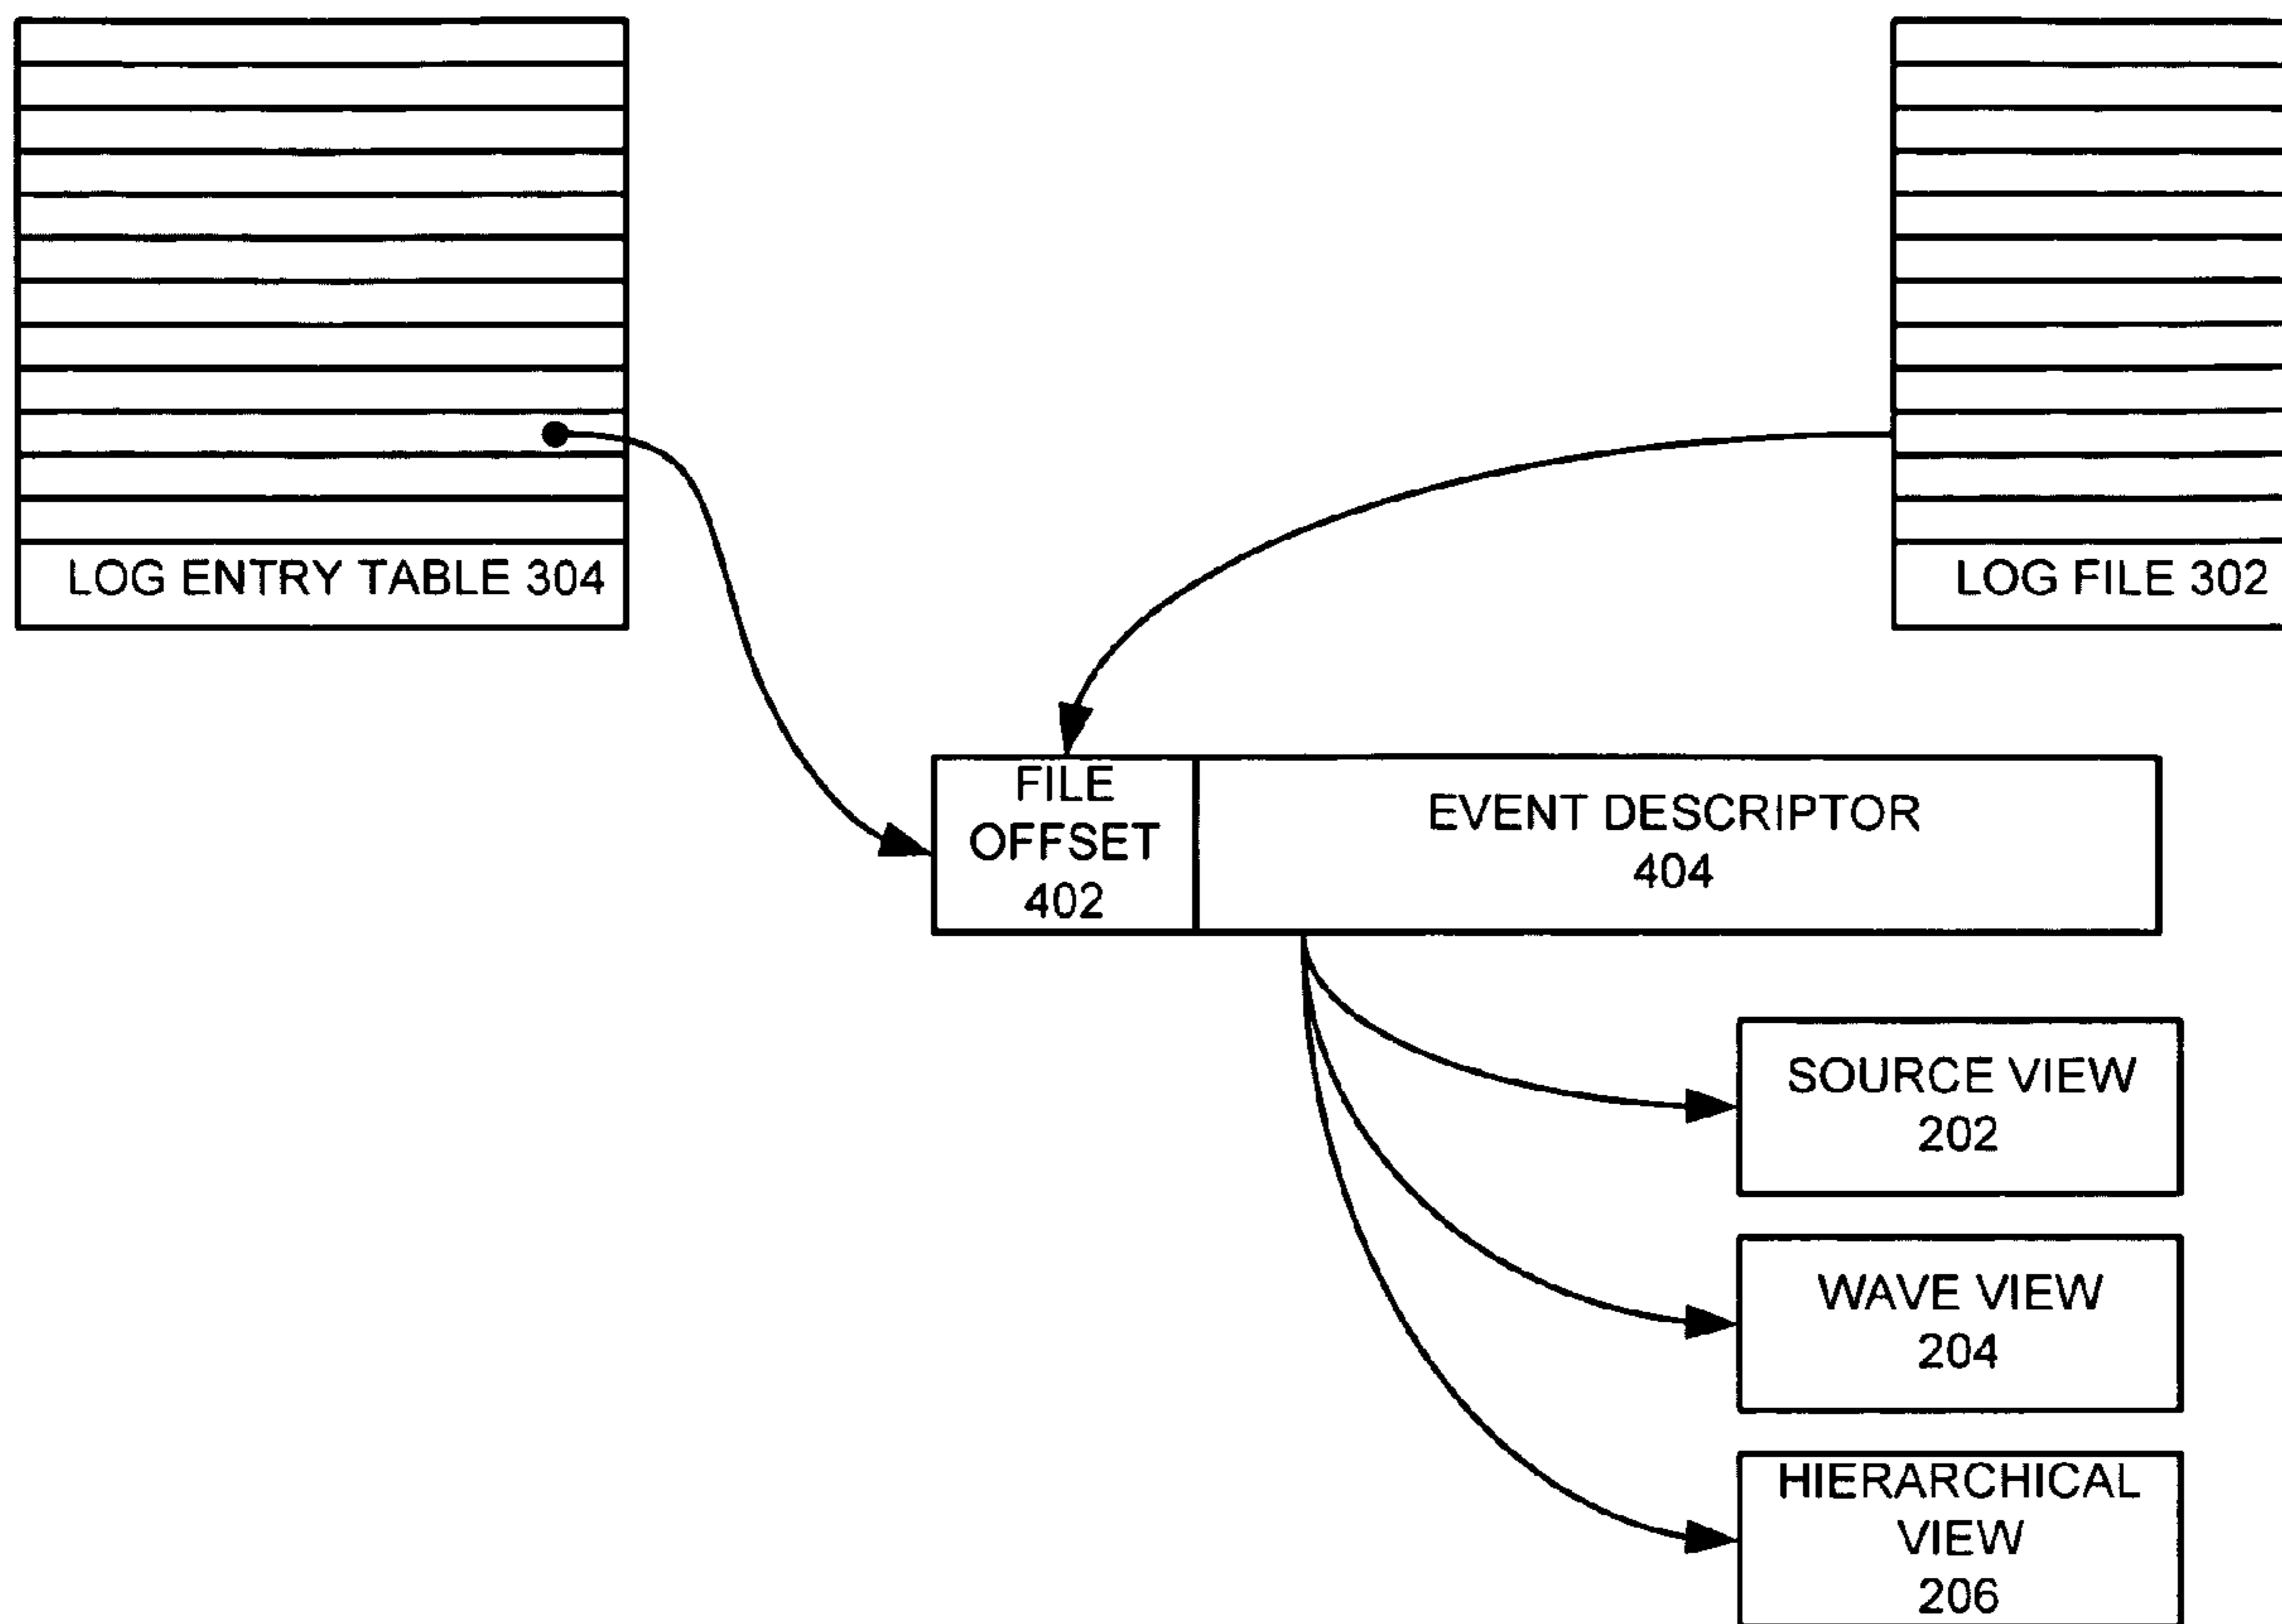 LOG ENTRY TABLE 304
LOG FILE 302
FILE
OFFSET
402
EVENT DESCRIPTOR
404
SOURCE VIEW
202
WAVE VIEW
204
HIERARCHICAL
VIEW
206